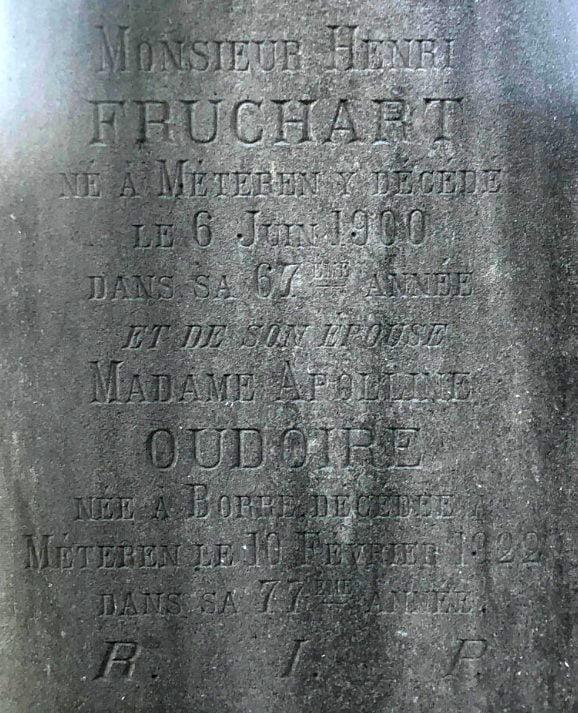 MONSIEUR HENRI
FRUCHART
NÉ À MÉTEREN Y DÉCÉDÉ
LE 6 JUIN 1900
DANS SA 67ÈME ANNÉE
ET DE SON EPOUSE
MADAME APOLLINE
OUDOIRE
NÉE À BORRE DÉCÉDÉE À
MÉTEREN LE 10 FÉVRIER 1922
DANS SA 77ÈME ANNÉE.
R. I. P.